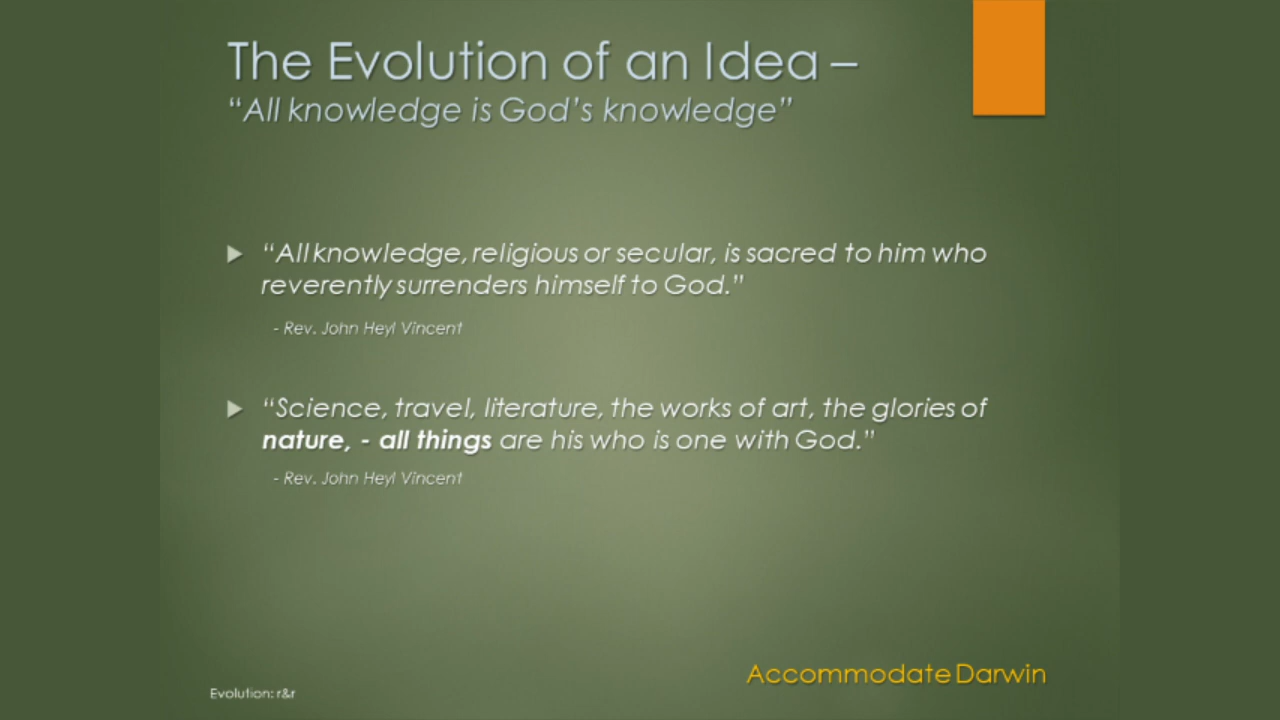 The Evolution of an Idea –
“All knowledge is God’s knowledge”
“All knowledge, religious or secular, is sacred to him who
reverently surrenders himself to God.”
- Rev. John Heyl Vincent
“Science, travel, literature, the works of art, the glories of
nature, - all things are his who is one with God.”
- Rev. John Heyl Vincent
Accommodate Darwin
Evolution: r&r